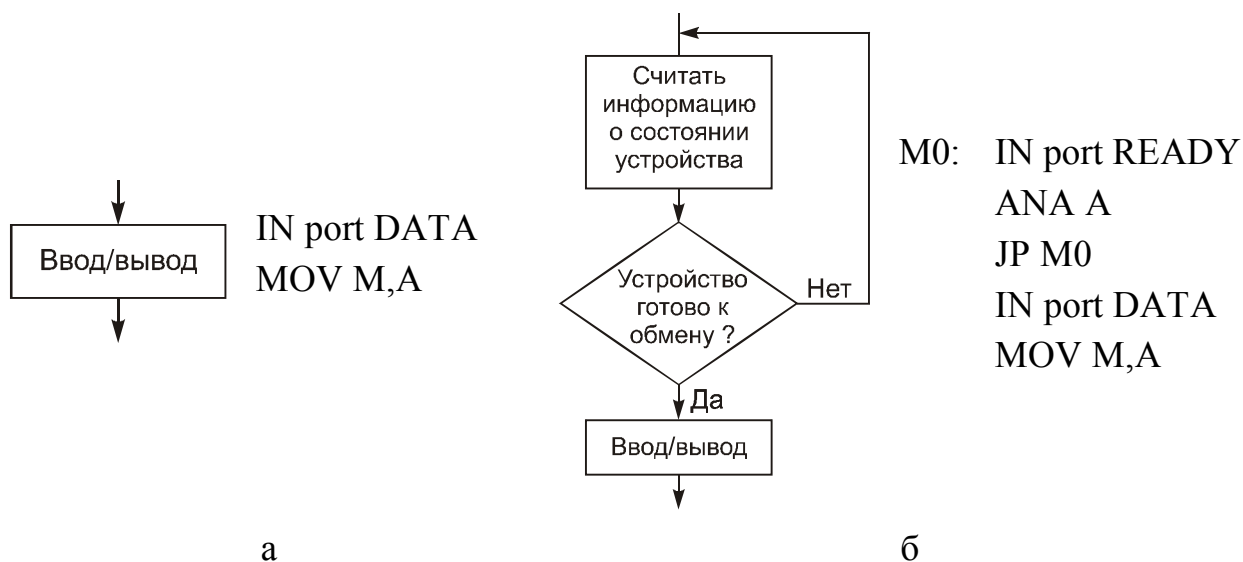 Ввод/вывод
IN port DATA
MOV M,A
а
Считать
информацию
о состоянии
устройства
Устройство
готово к
обмену ?
Нет
Да
Ввод/вывод
M0: IN port READY
ANA A
JP M0
IN port DATA
MOV M,A
б